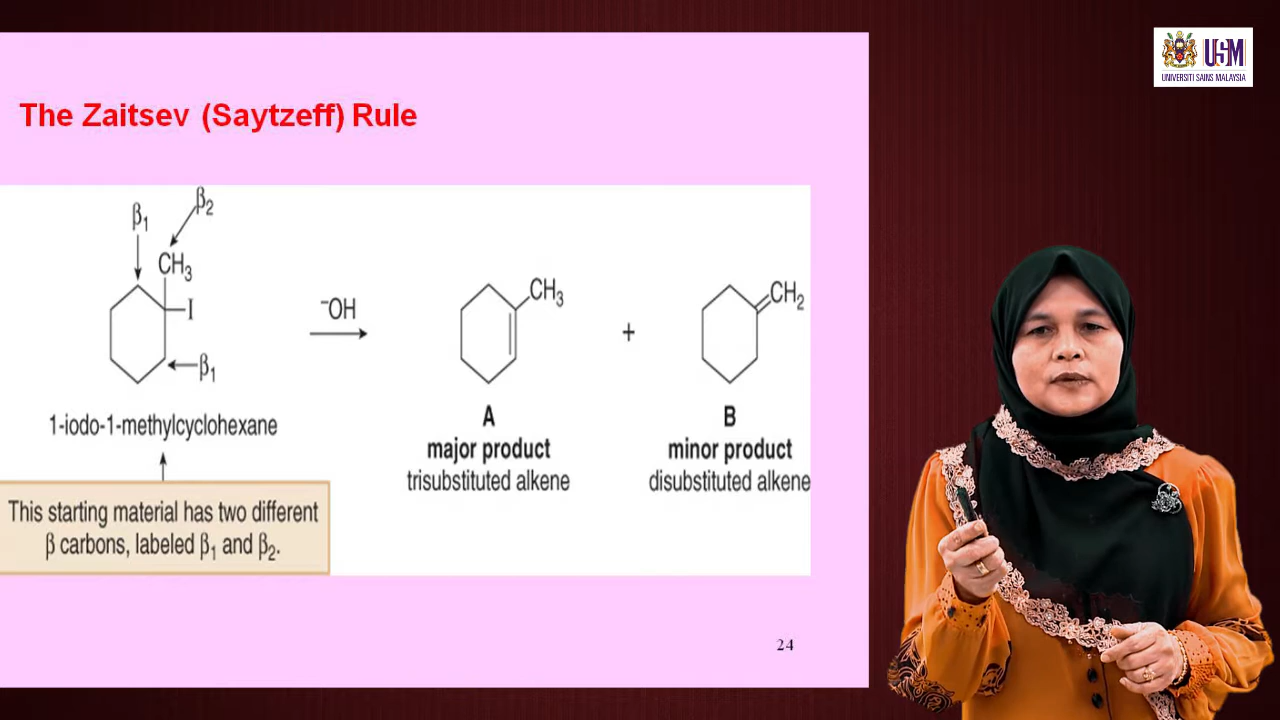 USM
UNIVERSITI SAINS MALAYSIA
The Zaitsev (Saytzeff) Rule
β2
β1
CH3
I
β1
⁻OH
CH3
+
CH2
1-iodo-1-methylcyclohexane
A
major product
trisubstituted alkene
B
minor product
disubstituted alkene
This starting material has two different
β carbons, labeled β1 and β2.
24